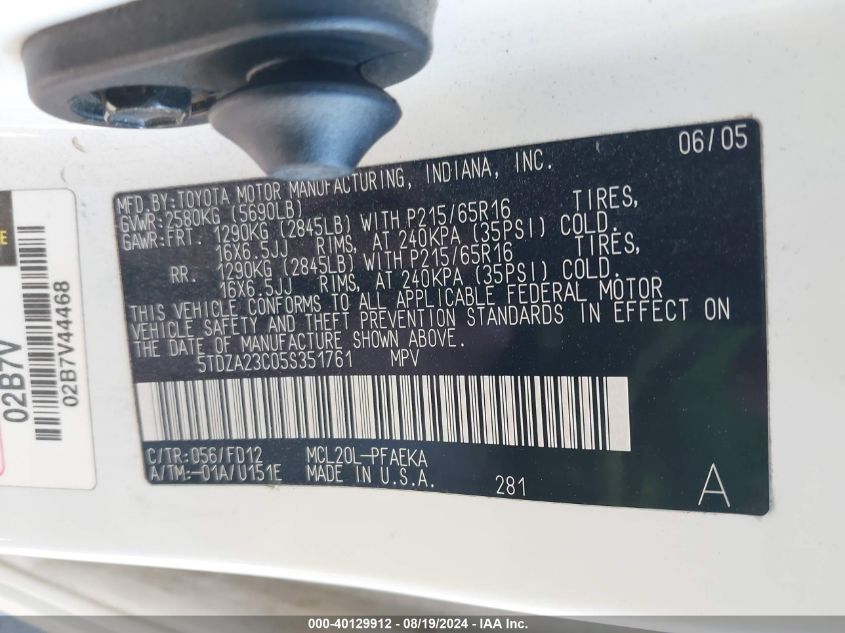 06/05
MFD.BY:TOYOTA MOTOR MANUFACTURING, INDIANA, INC.
GVWR:2580KG (5690LB)
GAWR:FRT. 1290KG (2845LB) WITH P215/65R16 TIRES,
16X6.5JJ RIMS, AT 240KPA (35PSI) COLD.
RR. 1290KG (2845LB) WITH P215/65R16 TIRES,
16X6.5JJ RIMS, AT 240KPA (35PSI) COLD.
THIS VEHICLE CONFORMS TO ALL APPLICABLE FEDERAL MOTOR
VEHICLE SAFETY AND THEFT PREVENTION STANDARDS IN EFFECT ON
THE DATE OF MANUFACTURE SHOWN ABOVE.
5TDZA23C05S351761 MPV
C/TR:056/FD12 MCL20L-PFAEKA
A/TM:-01A/U151E MADE IN U.S.A. 281 A
02B7V
02B7V44468
000-40129912 - 08/19/2024 - IAA Inc.